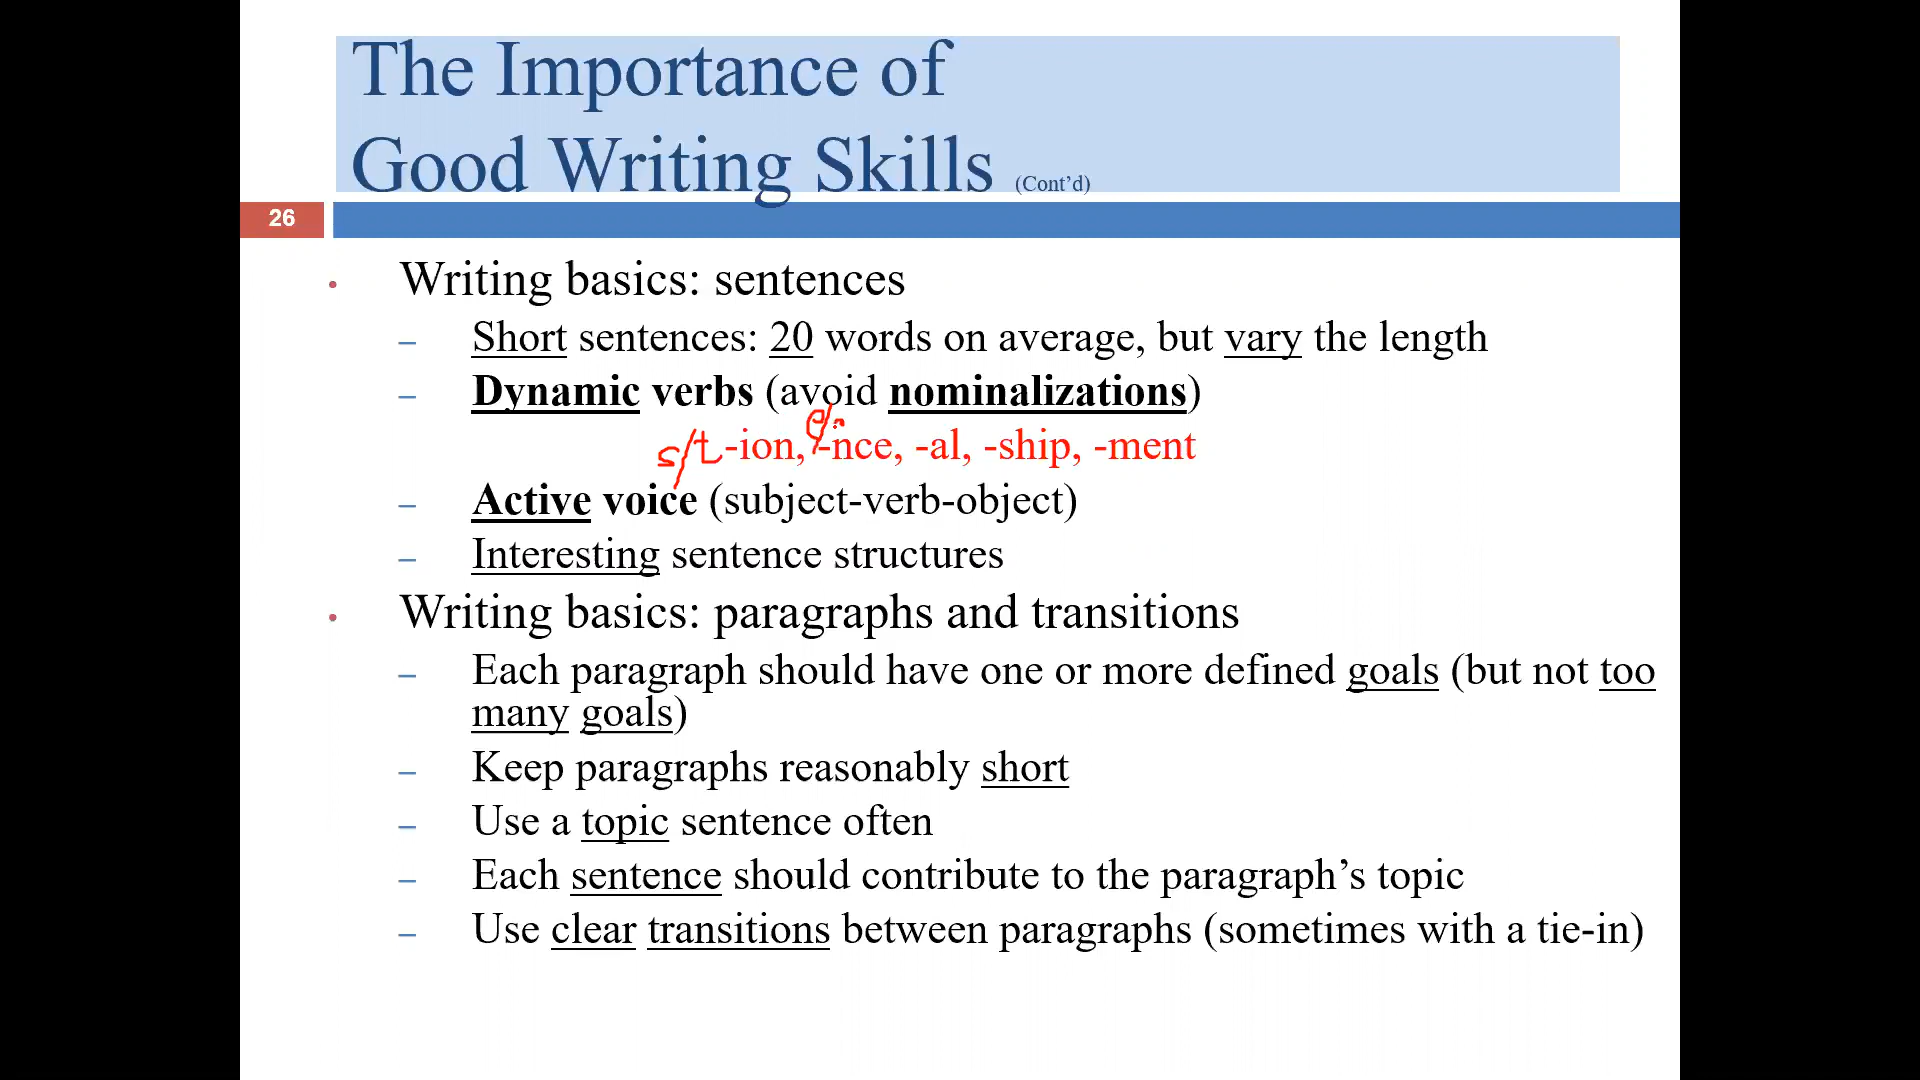 The Importance of
Good Writing Skills (Cont’d)
26
• Writing basics: sentences
– Short sentences: 20 words on average, but vary the length
– Dynamic verbs (avoid nominalizations)
s/t -ion, -nce, -al, -ship, -ment
– Active voice (subject-verb-object)
– Interesting sentence structures
• Writing basics: paragraphs and transitions
– Each paragraph should have one or more defined goals (but not too
many goals)
– Keep paragraphs reasonably short
– Use a topic sentence often
– Each sentence should contribute to the paragraph’s topic
– Use clear transitions between paragraphs (sometimes with a tie-in)